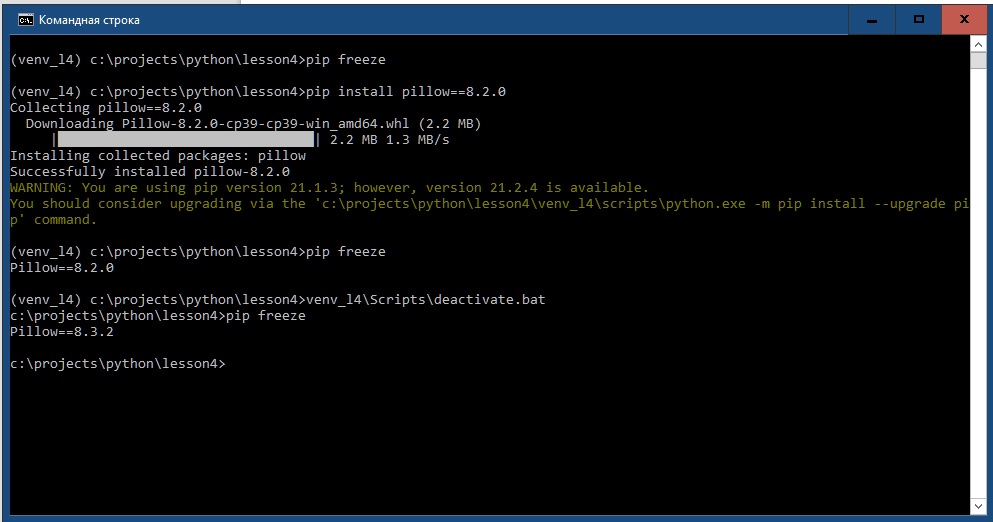 Командная строка
(venv_l4) c:\projects\python\lesson4>pip freeze
(venv_l4) c:\projects\python\lesson4>pip install pillow==8.2.0
Collecting pillow==8.2.0
  Downloading Pillow-8.2.0-cp39-cp39-win_amd64.whl (2.2 MB)
     |████████████████████████████████| 2.2 MB 1.3 MB/s
Installing collected packages: pillow
Successfully installed pillow-8.2.0
WARNING: You are using pip version 21.1.3; however, version 21.2.4 is available.
You should consider upgrading via the 'c:\projects\python\lesson4\venv_l4\scripts\python.exe -m pip install --upgrade pi
p' command.
(venv_l4) c:\projects\python\lesson4>pip freeze
Pillow==8.2.0
(venv_l4) c:\projects\python\lesson4>venv_l4\Scripts\deactivate.bat
c:\projects\python\lesson4>pip freeze
Pillow==8.3.2
c:\projects\python\lesson4>